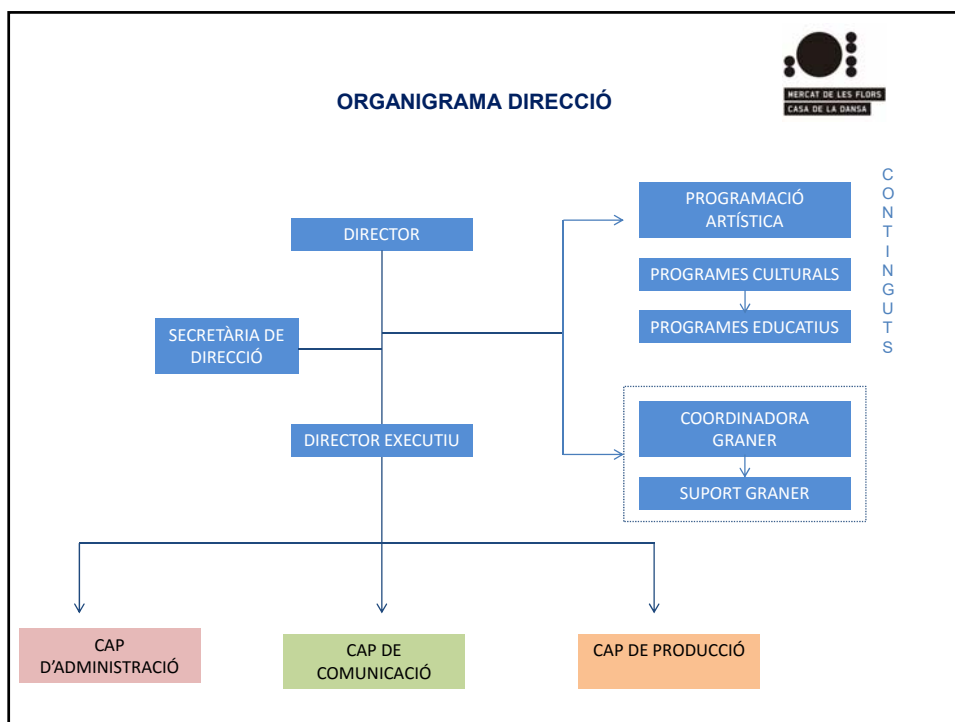 MERCAT DE LES FLORS
CASA DE LA DANSA
ORGANIGRAMA DIRECCIÓ
PROGRAMACIÓ
ARTÍSTICA
DIRECTOR
PROGRAMES CULTURALS
PROGRAMES EDUCATIUS
CONTINGUTS
SECRETÀRIA DE
DIRECCIÓ
DIRECTOR EXECUTIU
COORDINADORA
GRANER
SUPORT GRANER
CAP
D’ADMINISTRACIÓ
CAP DE
COMUNICACIÓ
CAP DE PRODUCCIÓ